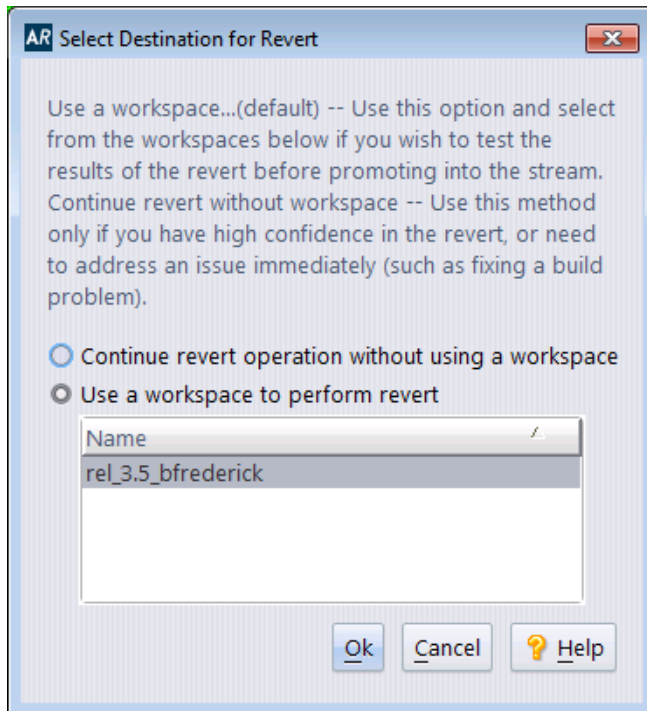 AR Select Destination for Revert
Use a workspace...(default) -- Use this option and select
from the workspaces below if you wish to test the
results of the revert before promoting into the stream.
Continue revert without workspace -- Use this method
only if you have high confidence in the revert, or need
to address an issue immediately (such as fixing a build
problem).
Continue revert operation without using a workspace
Use a workspace to perform revert
Name
rel_3.5_bfrederick
Ok Cancel ? Help